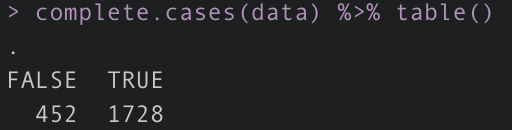 > complete.cases(data) %>% table()
.
FALSE  TRUE
  452  1728